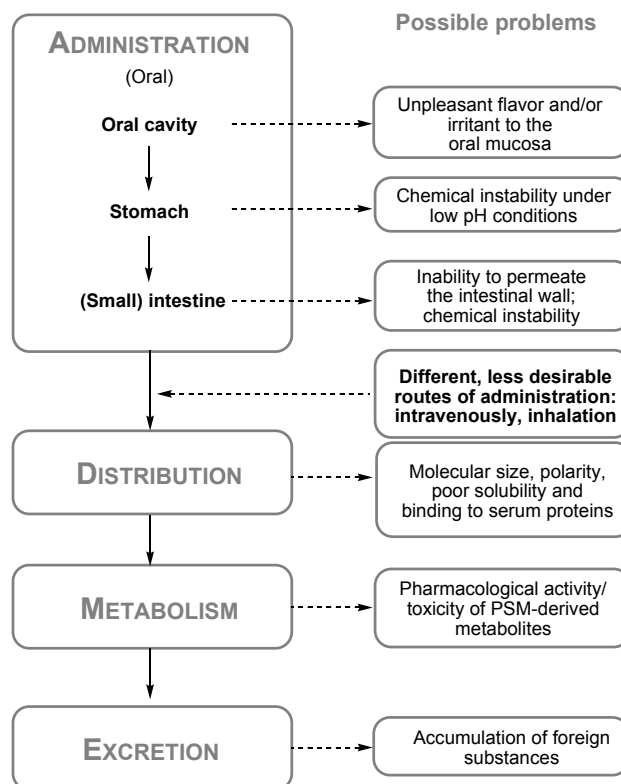 Possible problems
ADMINISTRATION
(Oral)
Oral cavity
Unpleasant flavor and/or
irritant to the
oral mucosa
Stomach
Chemical instability under
low pH conditions
(Small) intestine
Inability to permeate
the intestinal wall;
chemical instability
Different, less desirable
routes of administration:
intravenously, inhalation
DISTRIBUTION
Molecular size, polarity,
poor solubility and
binding to serum proteins
METABOLISM
Pharmacological activity/
toxicity of PSM-derived
metabolites
EXCRETION
Accumulation of foreign
substances